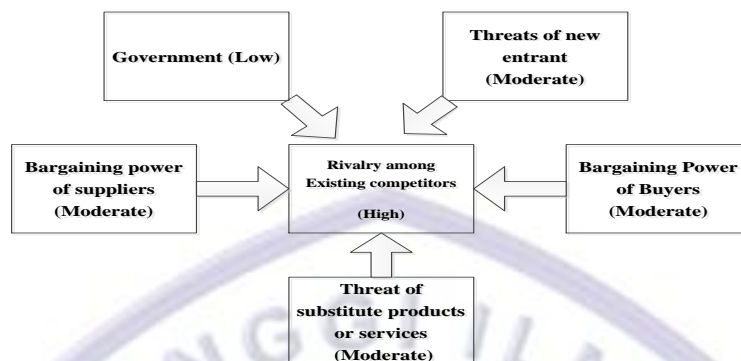 Government (Low)
Threats of new
entrant
(Moderate)
Bargaining power
of suppliers
(Moderate)
Rivalry among
Existing competitors
(High)
Bargaining Power
Of Buyers
(Moderate)
Threat of
substitute products
or services
(Moderate)